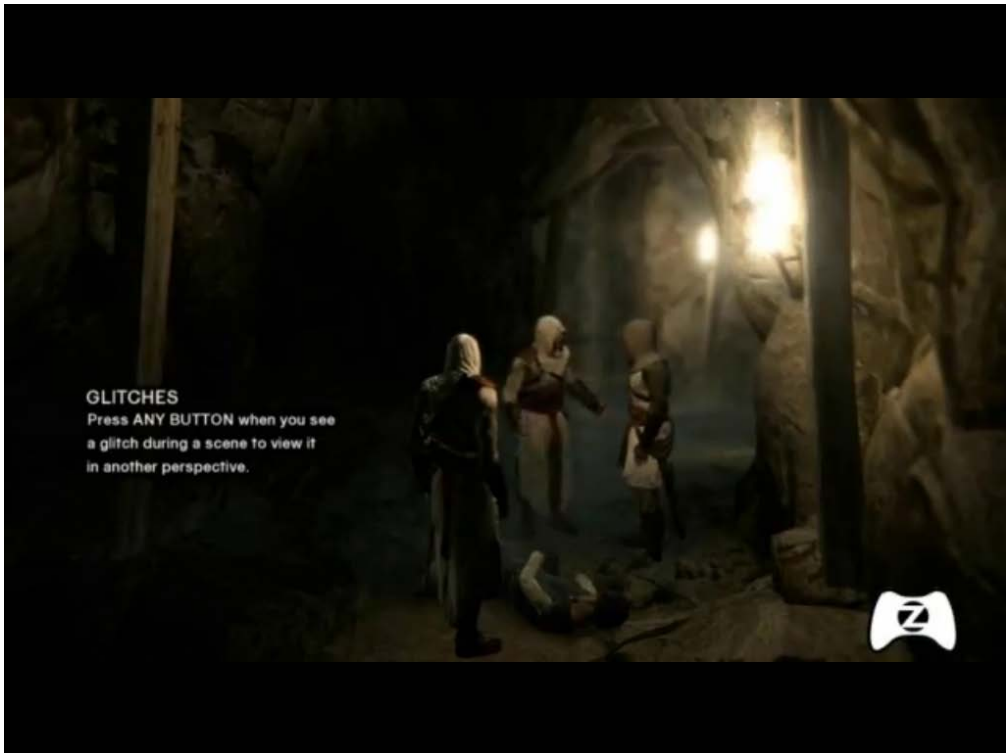 GLITCHES
Press ANY BUTTON when you see
a glitch during a scene to view it
in another perspective.
Z